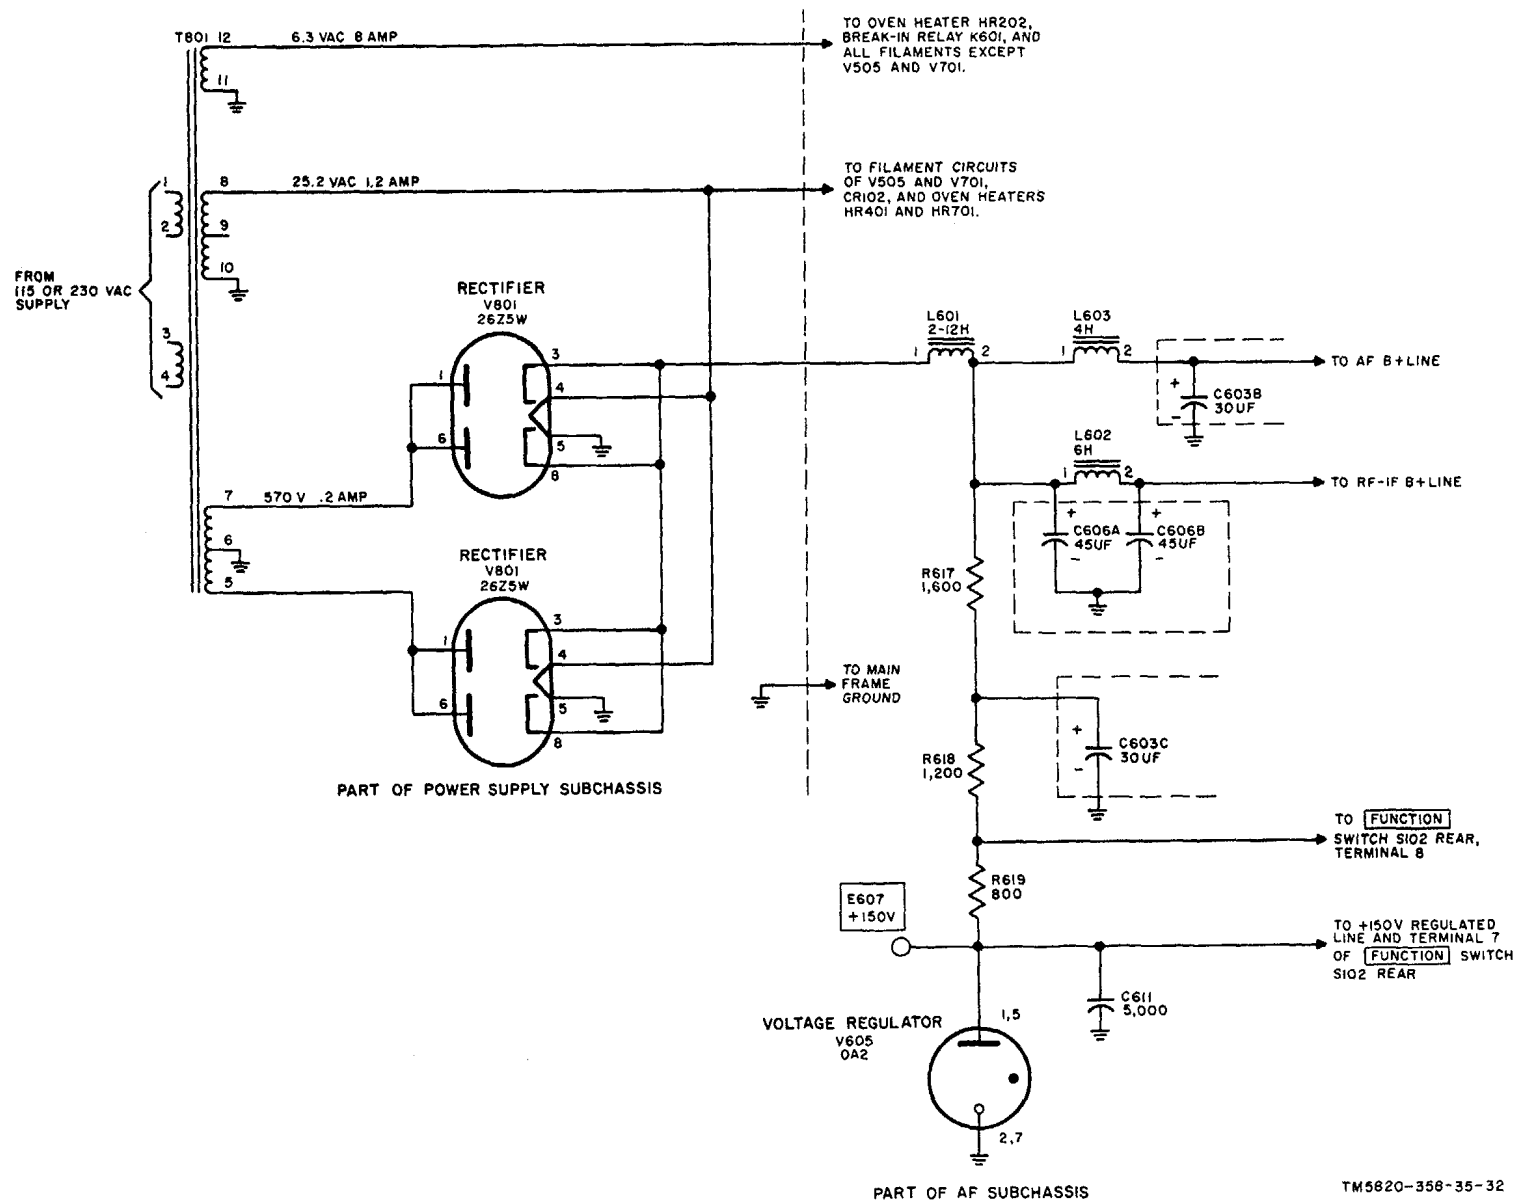 T801 12
6.3 VAC 8 AMP
11
TO OVEN HEATER HR202,
BREAK-IN RELAY K601, AND
ALL FILAMENTS EXCEPT
V505 AND V701.
1
2
8
25.2 VAC 1.2 AMP
9
10
TO FILAMENT CIRCUITS
OF V505 AND V701,
CR102, AND OVEN HEATERS
HR401 AND HR701.
FROM
115 OR 230 VAC
SUPPLY
3
4
RECTIFIER
V801
26Z5W
1
6
3
4
5
8
7
570 V .2 AMP
6
5
RECTIFIER
V801
26Z5W
1
6
3
4
5
8
PART OF POWER SUPPLY SUBCHASSIS
L601
2-12H
1
2
L603
4H
1
2
+
-
C603B
30UF
TO AF B+LINE
L602
6H
1
2
TO RF-IF B+LINE
+
C606A
45UF
-
+
C606B
45UF
-
R617
1,600
TO MAIN
FRAME
GROUND
+
-
C603C
30UF
R618
1,200
TO FUNCTION
SWITCH S102 REAR,
TERMINAL 8
R619
800
E607
+150V
TO +150V REGULATED
LINE AND TERMINAL 7
OF FUNCTION SWITCH
S102 REAR
C611
5,000
VOLTAGE REGULATOR
V605
OA2
1,5
2,7
PART OF AF SUBCHASSIS
TM5820-358-35-32